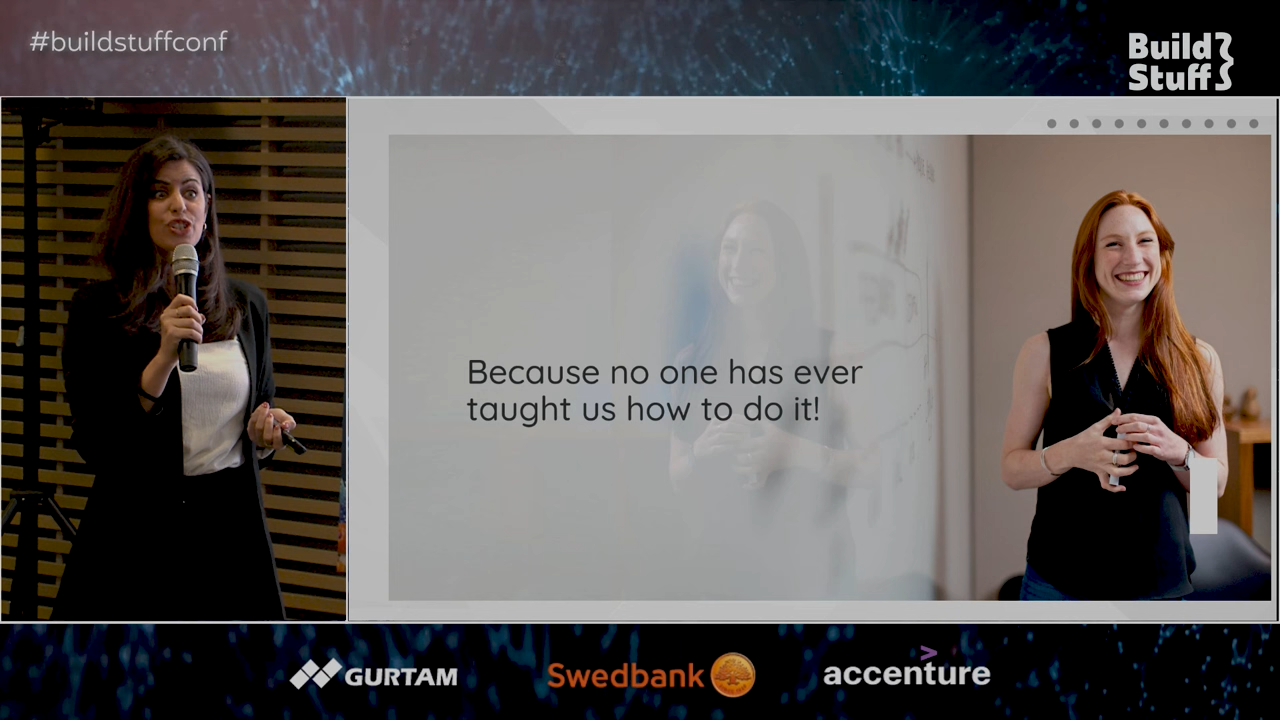 #buildstuffconf
Build
Stuff
Because no one has ever
taught us how to do it!
GURTAM
Swedbank
accenture